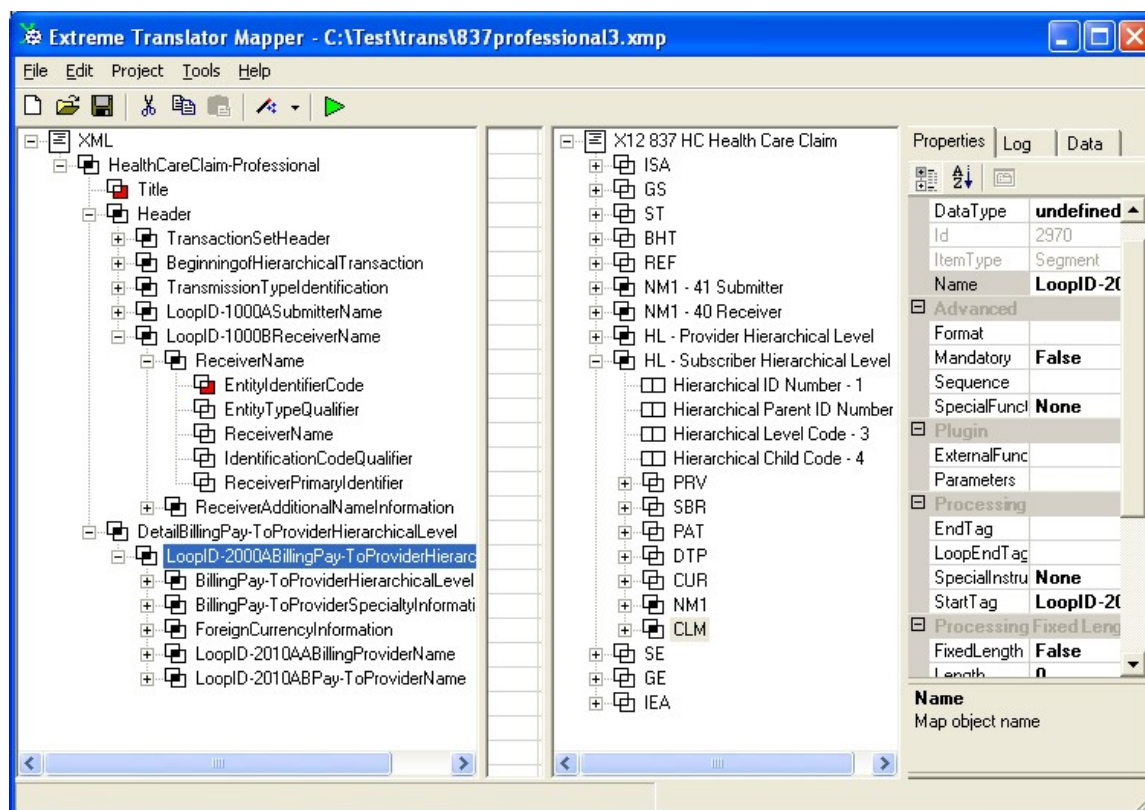 Extreme Translator Mapper - C:\Test\trans\837professional3.xmp
File Edit Project Tools Help
XML
HealthCareClaim-Professional
Title
Header
TransactionSetHeader
BeginningofHierarchicalTransaction
TransmissionTypeIdentification
LoopID-1000ASubmitterName
LoopID-1000BReceiverName
ReceiverName
EntityIdentifierCode
EntityTypeQualifier
ReceiverName
IdentificationCodeQualifier
ReceiverPrimaryIdentifier
ReceiverAdditionalNameInformation
DetailBillingPay-ToProviderHierarchicalLevel
LoopID-2000ABillingPay-ToProviderHierarc
BillingPay-ToProviderHierarchicalLevel
BillingPay-ToProviderSpecialtyInformati
ForeignCurrencyInformation
LoopID-2010AABillingProviderName
LoopID-2010ABPay-ToProviderName
X12 837 HC Health Care Claim
ISA
GS
ST
BHT
REF
NM1 - 41 Submitter
NM1 - 40 Receiver
HL - Provider Hierarchical Level
HL - Subscriber Hierarchical Level
Hierarchical ID Number - 1
Hierarchical Parent ID Number
Hierarchical Level Code - 3
Hierarchical Child Code - 4
PRV
SBR
PAT
DTP
CUR
NM1
CLM
SE
GE
IEA
Properties Log Data
DataType undefined
Id 2970
ItemType Segment
Name LoopID-20
Advanced
Format
Mandatory False
Sequence
SpecialFunct None
Plugin
ExternalFunc
Parameters
Processing
EndTag
LoopEndTag
SpecialInstru None
StartTag LoopID-20
Processing Fixed Leng
FixedLength False
Length 0
Name
Map object name